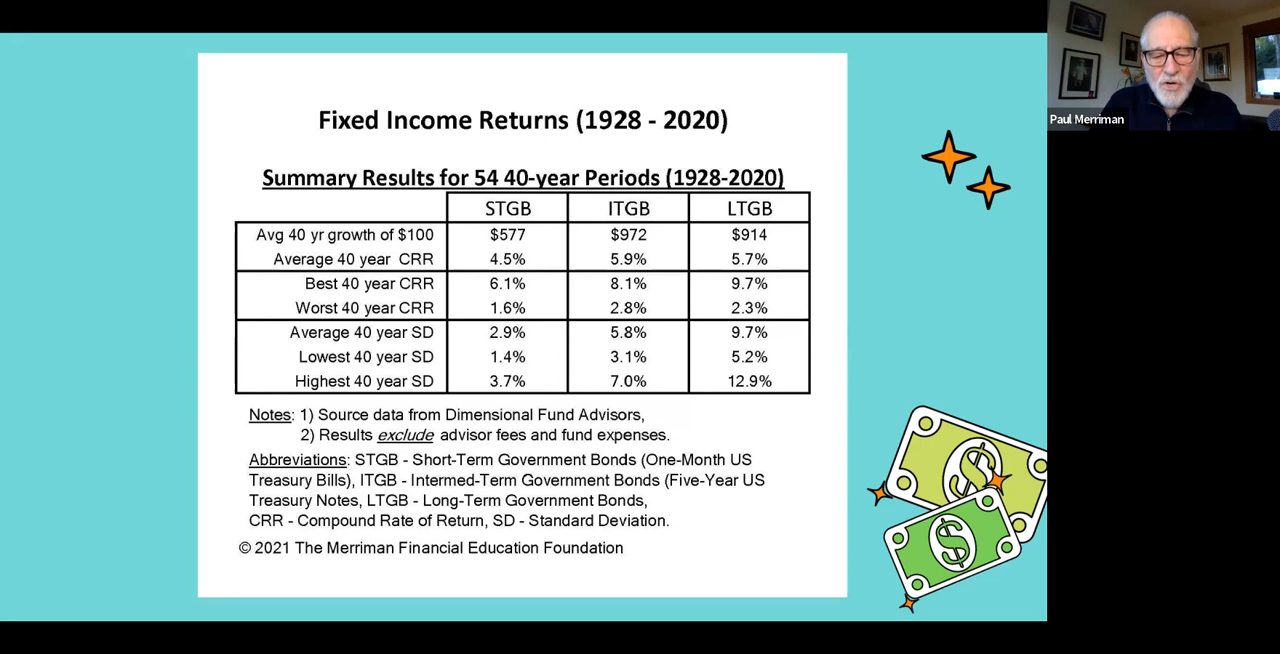 Fixed Income Returns (1928 - 2020)
Summary Results for 54 40-year Periods (1928-2020)
STGB ITGB LTGB
Avg 40 yr growth of $100 $577 $972 $914
Average 40 year CRR 4.5% 5.9% 5.7%
Best 40 year CRR 6.1% 8.1% 9.7%
Worst 40 year CRR 1.6% 2.8% 2.3%
Average 40 year SD 2.9% 5.8% 9.7%
Lowest 40 year SD 1.4% 3.1% 5.2%
Highest 40 year SD 3.7% 7.0% 12.9%
Notes: 1) Source data from Dimensional Fund Advisors,
2) Results exclude advisor fees and fund expenses.
Abbreviations: STGB - Short-Term Government Bonds (One-Month US
Treasury Bills), ITGB - Intermed-Term Government Bonds (Five-Year US
Treasury Notes, LTGB - Long-Term Government Bonds,
CRR - Compound Rate of Return, SD - Standard Deviation.
© 2021 The Merriman Financial Education Foundation
Paul Merriman
$
$